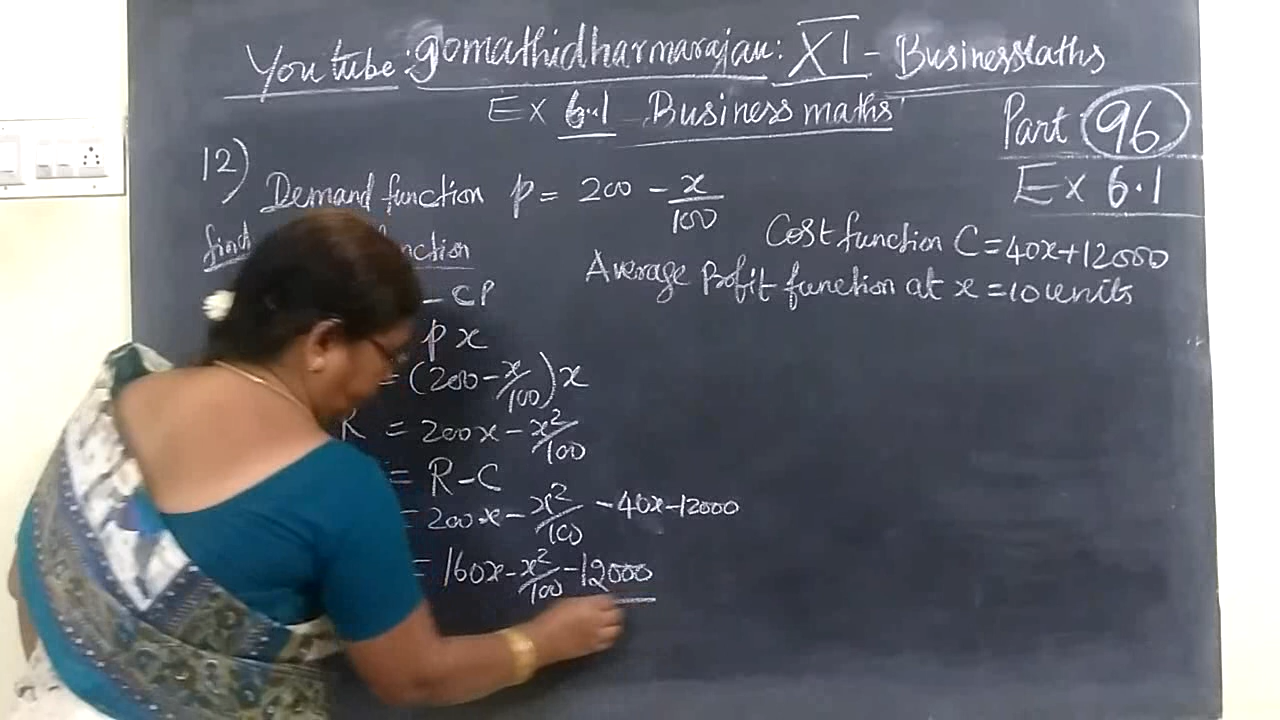 Youtube: gomathidharmarajan: XI - Businessmaths
Ex 6.1 Business maths
Part 96
Ex 6.1
12) Demand function p = 200 - x/100
Cost function C = 40x+12000
find
function
Average Profit function at x = 10 units
- CP
px
= (200 - x/100)x
R = 200x - x²/100
= R - C
= 200x - x²/100 - 40x - 12000
= 160x - x²/100 - 12000